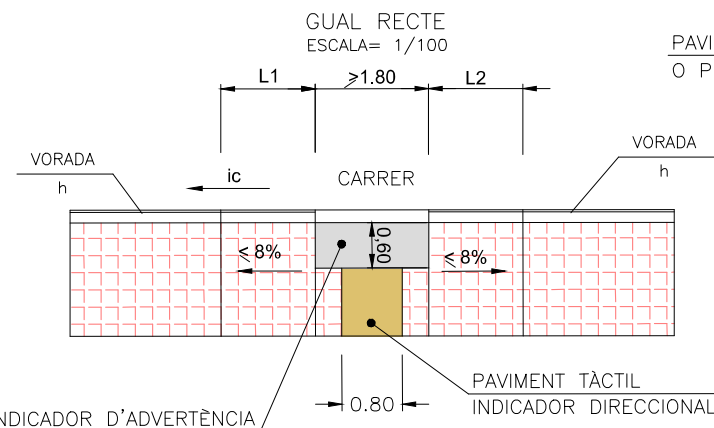 GUAL RECTE
ESCALA= 1/100
PAVI
O P
L1
>1.80
L2
VORADA
h
ic
CARRER
VORADA
h
0,60
≤ 8%
≤ 8%
PAVIMENT TÀCTIL
INDICADOR DIRECCIONAL
0.80
NDICADOR D'ADVERTÈNCIA